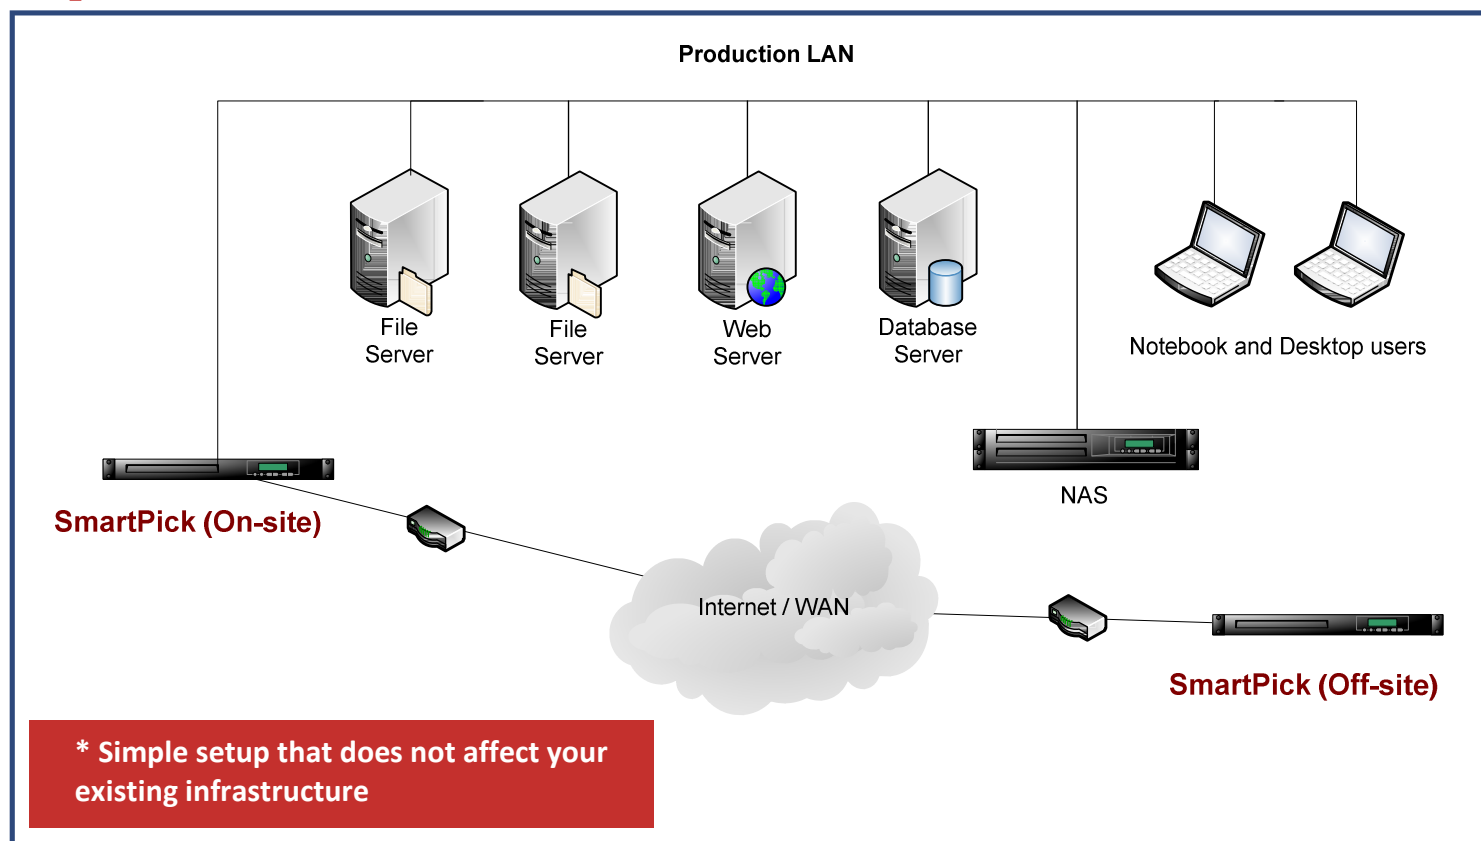 Production LAN
File
Server
File
Server
Web
Server
Database
Server
Notebook and Desktop users
NAS
SmartPick (On-site)
Internet / WAN
SmartPick (Off-site)
* Simple setup that does not affect your
existing infrastructure